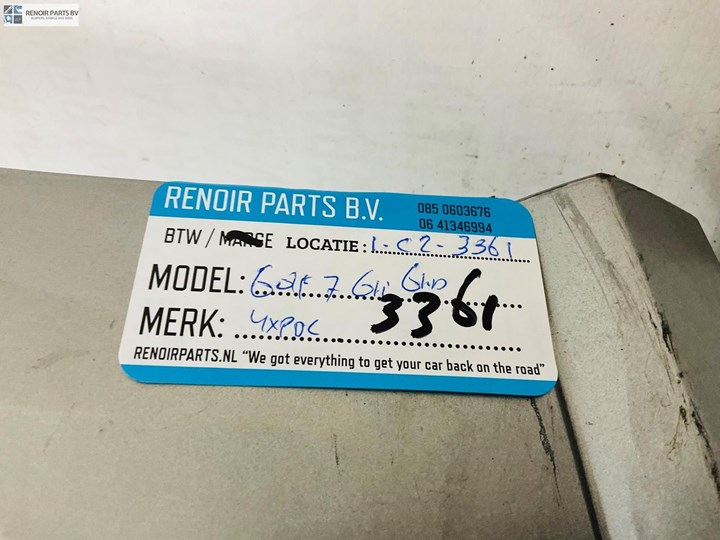 RENOIR PARTS BV
RENOIR PARTS B.V.
085 0603676
06 41346994
BTW / MARGE LOCATIE: 1-C2-3361
MODEL: Golf 7
3361
MERK: 4xPDC
RENOIRPARTS.NL "We got everything to get your car back on the road"